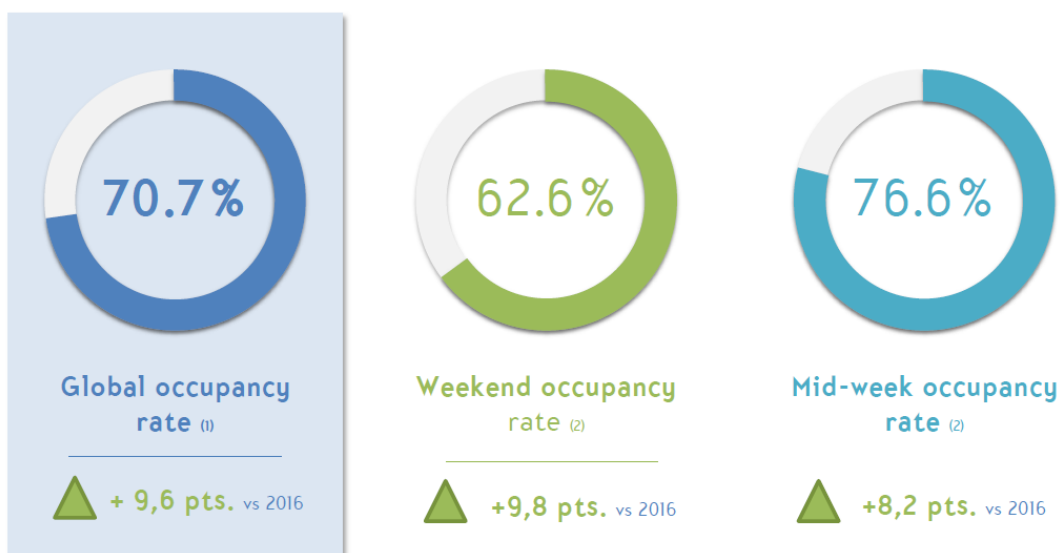 70.7%
Global occupancy
rate (1)
+ 9,6 pts. vs 2016
62.6%
Weekend occupancy
rate (2)
+9,8 pts. vs 2016
76.6%
Mid-week occupancy
rate (2)
+8,2 pts. vs 2016